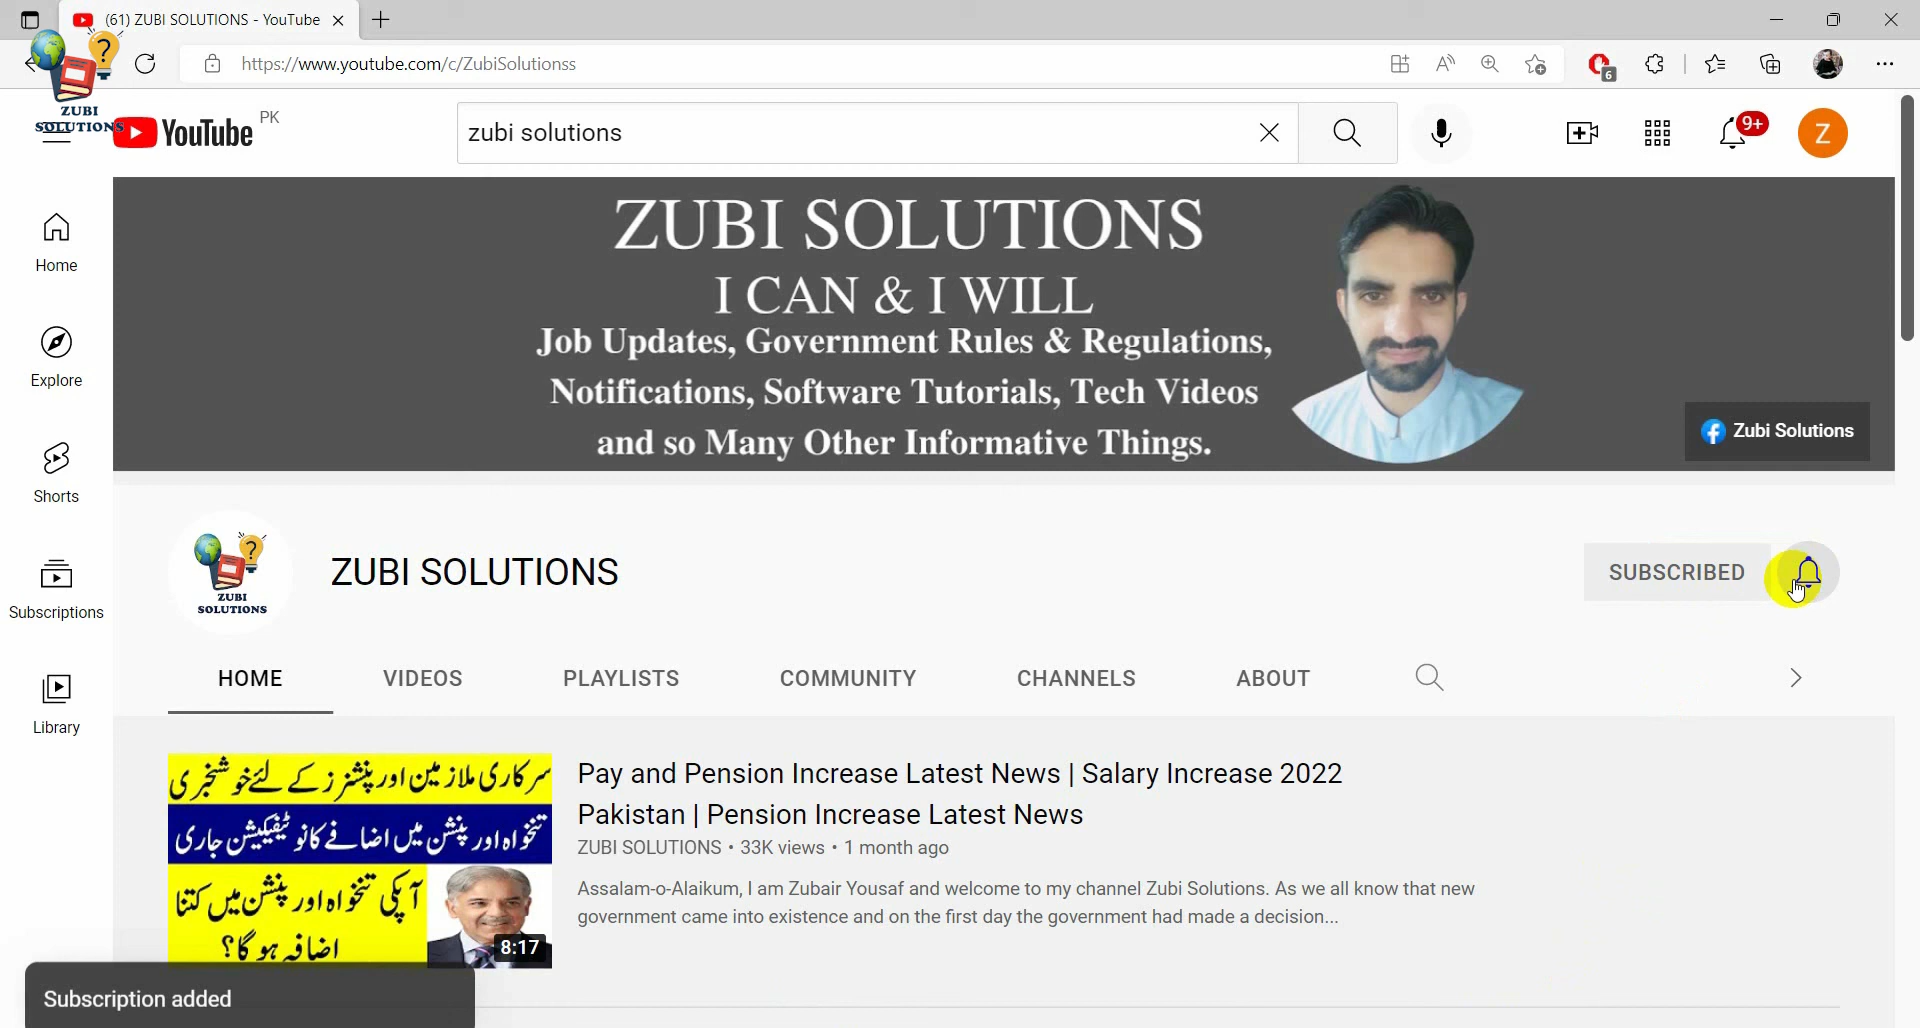 (61) ZUBI SOLUTIONS - YouTube
https://www.youtube.com/c/ZubiSolutionss
6
ZUBI
SOLUTIONS
YouTube PK
zubi solutions
9+
Z
ZUBI SOLUTIONS
I CAN & I WILL
Job Updates, Government Rules & Regulations,
Notifications, Software Tutorials, Tech Videos
and so Many Other Informative Things.
Zubi Solutions
Home
Explore
Shorts
Subscriptions
Library
ZUBI
SOLUTIONS
ZUBI SOLUTIONS
SUBSCRIBED
HOME
VIDEOS
PLAYLISTS
COMMUNITY
CHANNELS
ABOUT
سرکاری ملازمین اور پنشنرز کے لئے خوشخبری
تنخواہ اور پنشن میں اضافے کا نوٹیفیکیشن جاری
آپکی تنخواہ اور پنشن میں کتنا
اضافہ ہو گا؟
8:17
Pay and Pension Increase Latest News | Salary Increase 2022
Pakistan | Pension Increase Latest News
ZUBI SOLUTIONS • 33K views • 1 month ago
Assalam-o-Alaikum, I am Zubair Yousaf and welcome to my channel Zubi Solutions. As we all know that new
government came into existence and on the first day the government had made a decision...
Subscription added